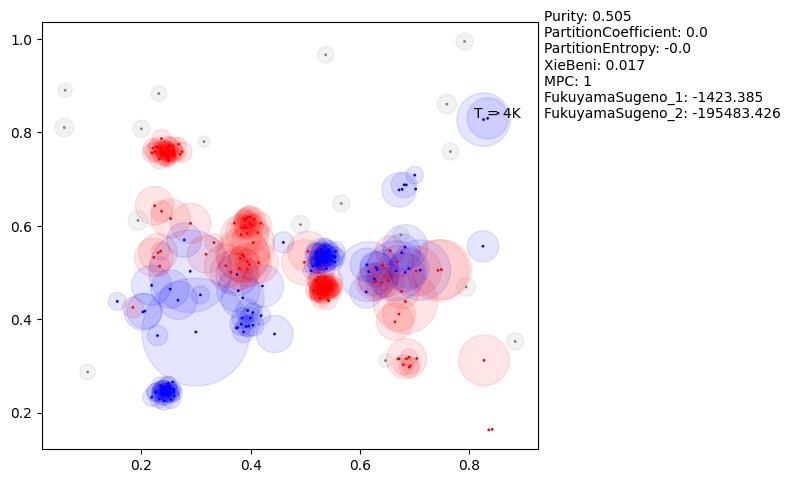 Purity: 0.505
PartitionCoefficient: 0.0
PartitionEntropy: -0.0
XieBeni: 0.017
MPC: 1
FukuyamaSugeno_1: -1423.385
FukuyamaSugeno_2: -195483.426
T = 4K
1.0
0.8
0.6
0.4
0.2
0.2 0.4 0.6 0.8